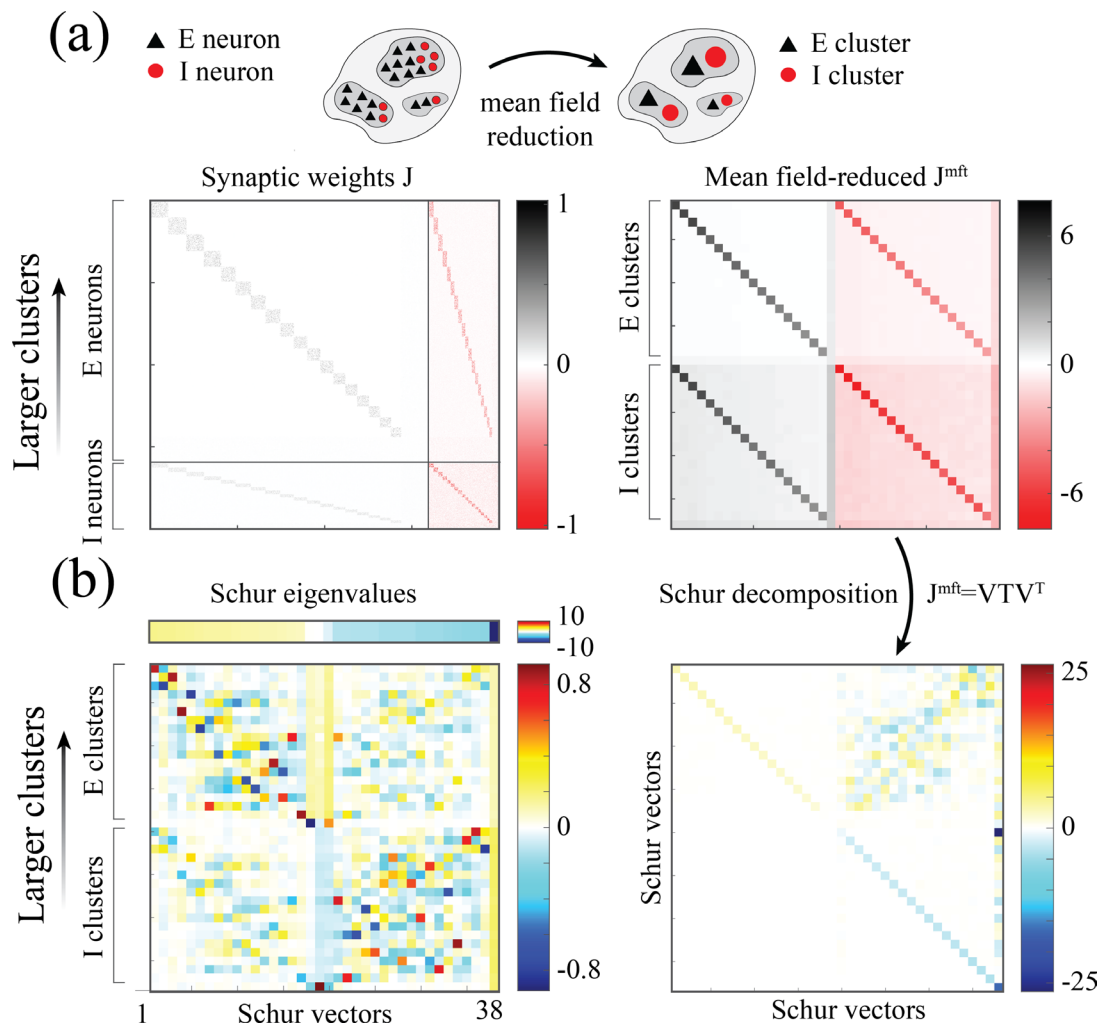 (a)
E neuron
I neuron
mean field
reduction
E cluster
I cluster
Synaptic weights J
Mean field-reduced J^mft
Larger clusters
E neurons
I neurons
1
0
-1
E clusters
I clusters
6
0
-6
(b)
Schur eigenvalues
10
-10
Schur decomposition
J^mft=VTV^T
Larger clusters
E clusters
I clusters
0.8
0
-0.8
1
Schur vectors
38
Schur vectors
25
0
-25
Schur vectors